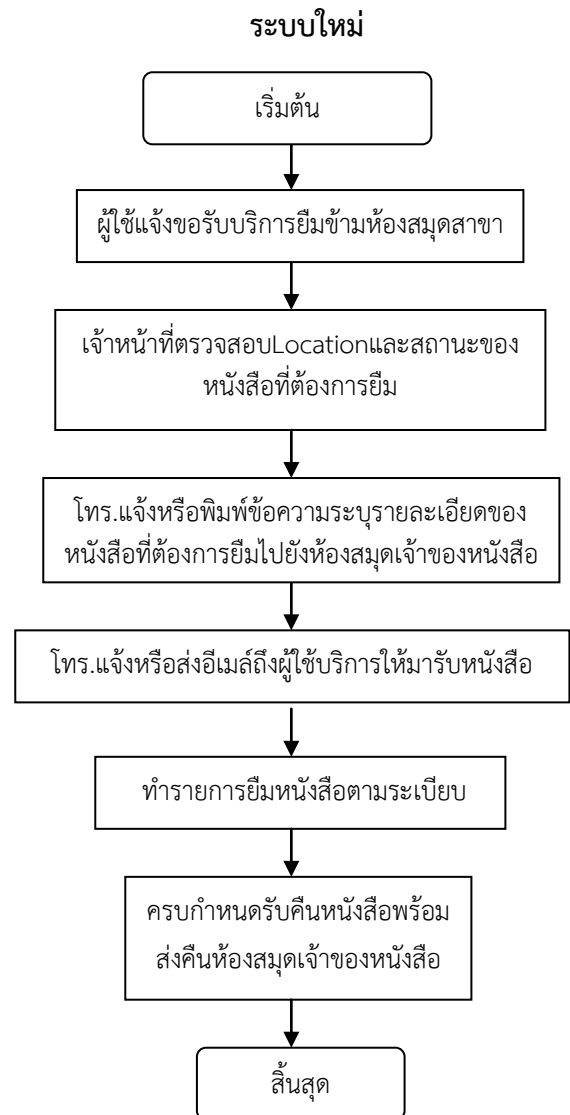 ระบบใหม่
เริ่มต้น
ผู้ใช้แจ้งขอรับบริการยืมข้ามห้องสมุดสาขา
เจ้าหน้าที่ตรวจสอบLocationและสถานะของ
หนังสือที่ต้องการยืม
โทร.แจ้งหรือพิมพ์ข้อความระบุรายละเอียดของ
หนังสือที่ต้องการยืมไปยังห้องสมุดเจ้าของหนังสือ
โทร.แจ้งหรือส่งอีเมล์ถึงผู้ใช้บริการให้มารับหนังสือ
ทำรายการยืมหนังสือตามระเบียบ
ครบกำหนดรับคืนหนังสือพร้อม
ส่งคืนห้องสมุดเจ้าของหนังสือ
สิ้นสุด